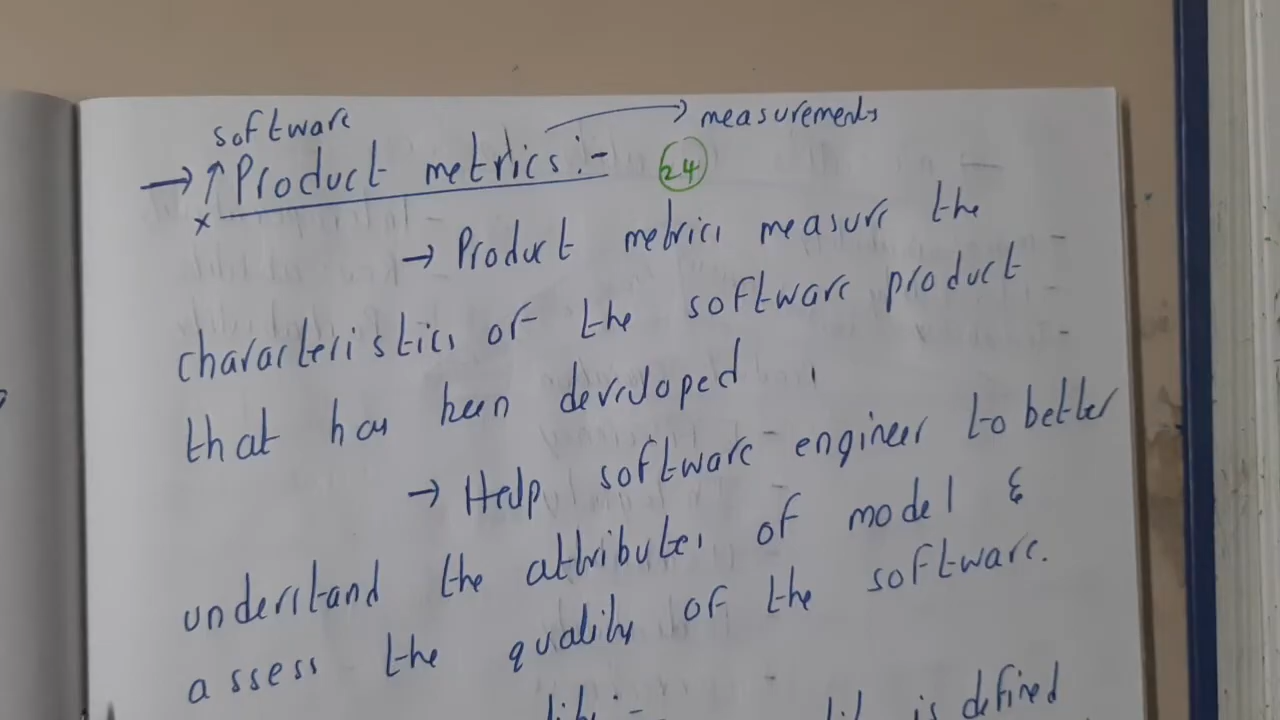 software → measurements
→ ↑ Product metrics :- 24
x
→ Product metrics measure the
characteristics of the software product
that has been developed
→ Help software engineer to better
understand the attributes of model &
assess the quality of the software.
is defined